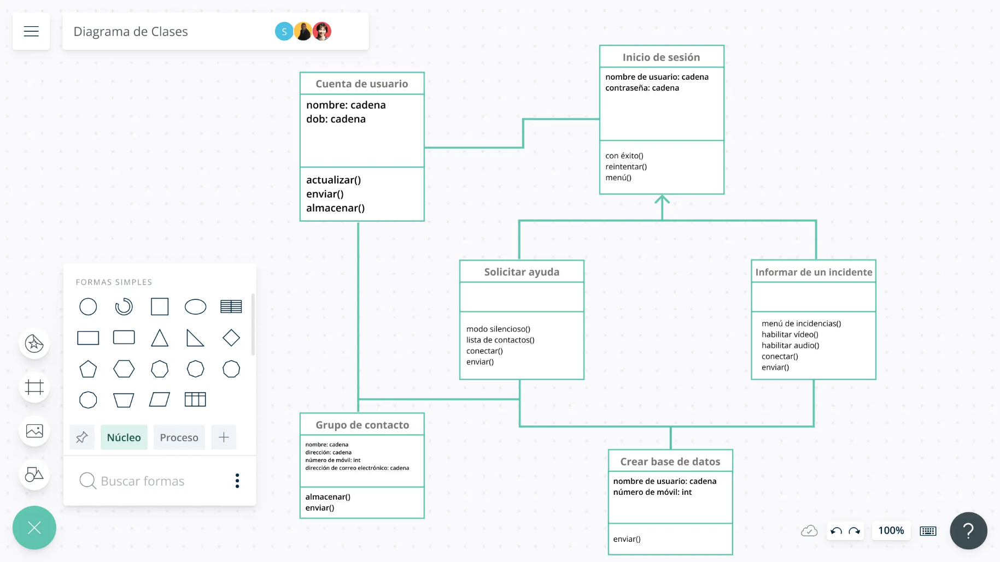 Diagrama de Clases
S
Inicio de sesión
nombre de usuario: cadena
contraseña: cadena
con éxito()
reintentar()
menú()
Cuenta de usuario
nombre: cadena
dob: cadena
actualizar()
enviar()
almacenar()
Solicitar ayuda
modo silencioso()
lista de contactos()
conectar()
enviar()
Informar de un incidente
menú de incidencias()
habilitar vídeo()
habilitar audio()
conectar()
enviar()
FORMAS SIMPLES
Núcleo
Proceso
Buscar formas
Grupo de contacto
nombre: cadena
dirección: cadena
número de móvil: int
dirección de correo electrónico: cadena
almacenar()
enviar()
Crear base de datos
nombre de usuario: cadena
número de móvil: int
enviar()
100%
?